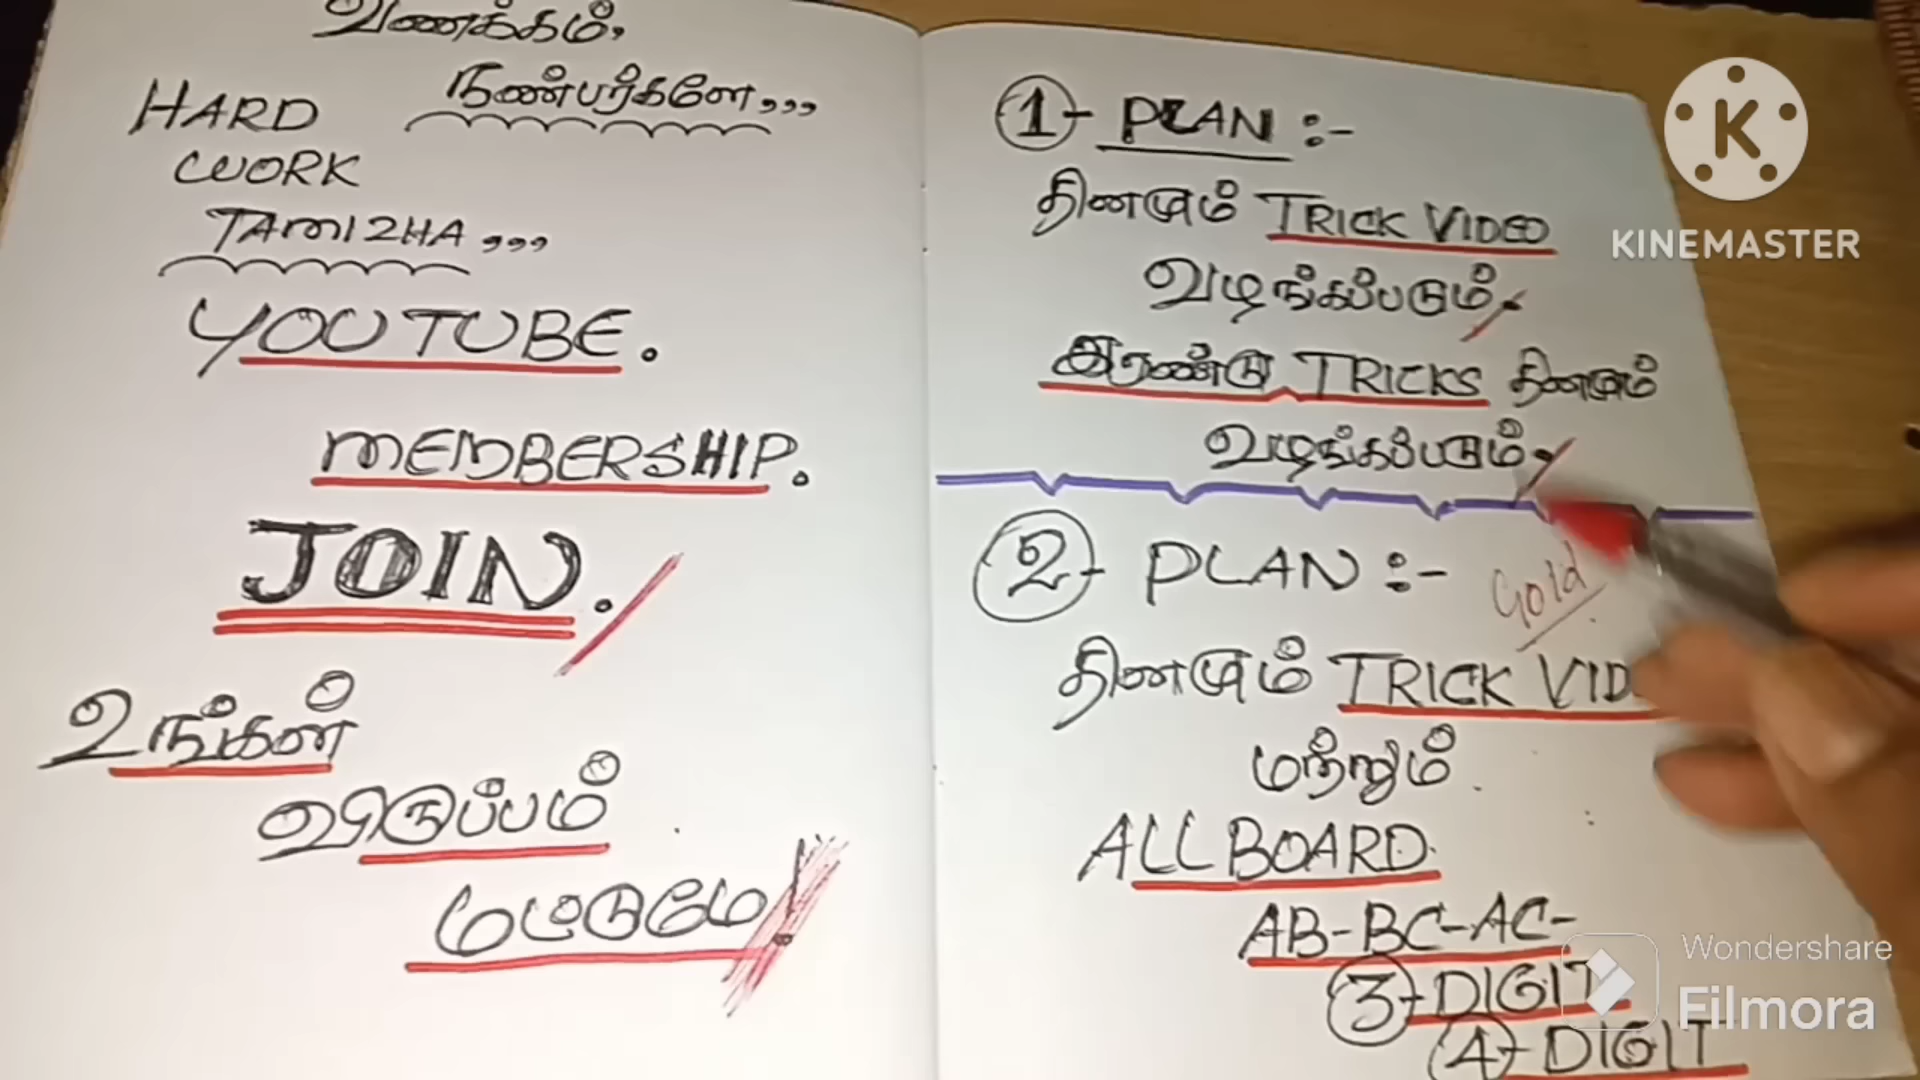 வணக்கம்,
நண்பர்களே,,,
HARD
WORK
TAMIZHA,,,
YOUTUBE.
MEMBERSHIP.
JOIN.
உங்கள்
விருப்பம்
மட்டுமே!
1- PLAN :-
தினமும் TRICK VIDEO
வழங்கப்படும்.
இரண்டு TRICKS தினமும்
வழங்கப்படும்.
2- PLAN :-
Gold
தினமும் TRICK VID
மற்றும்
ALL BOARD.
AB-BC-AC-
3-DIGIT
4-DIGIT
K
KINEMASTER
Wondershare
Filmora